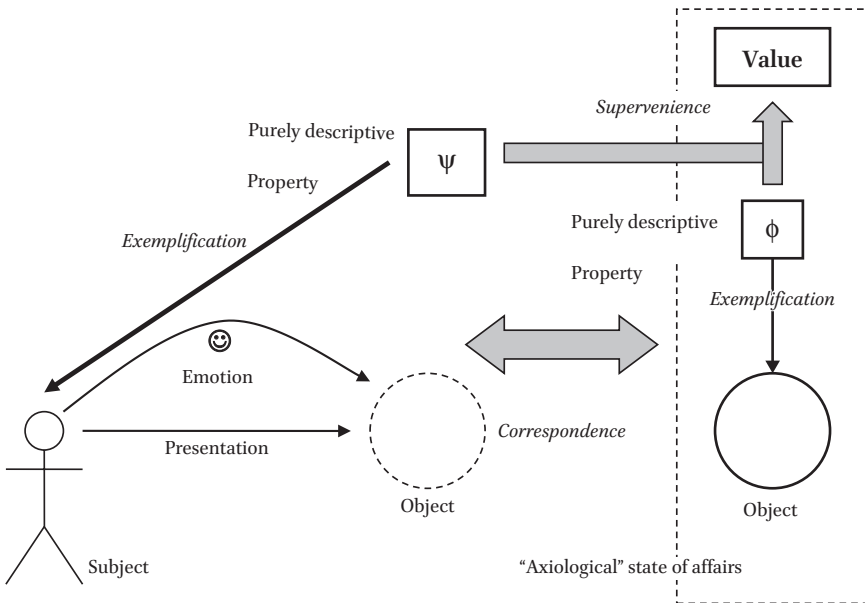 Value
Supervenience
Purely descriptive
Property
ψ
Purely descriptive
Property
ϕ
Exemplification
Exemplification
Emotion
Presentation
Correspondence
Object
Object
Subject
“Axiological” state of affairs